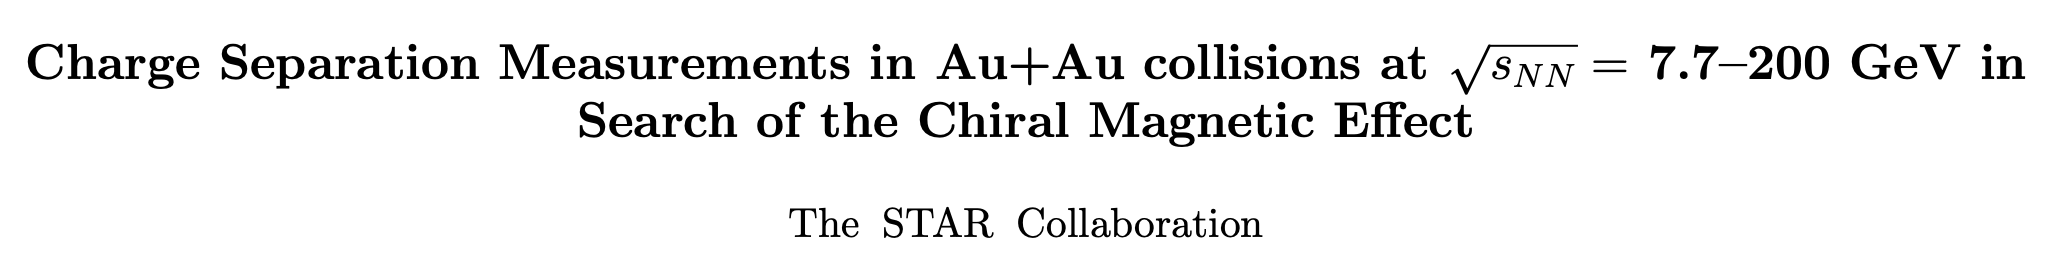 Charge Separation Measurements in Au+Au collisions at √sNN = 7.7–200 GeV in
Search of the Chiral Magnetic Effect
The STAR Collaboration